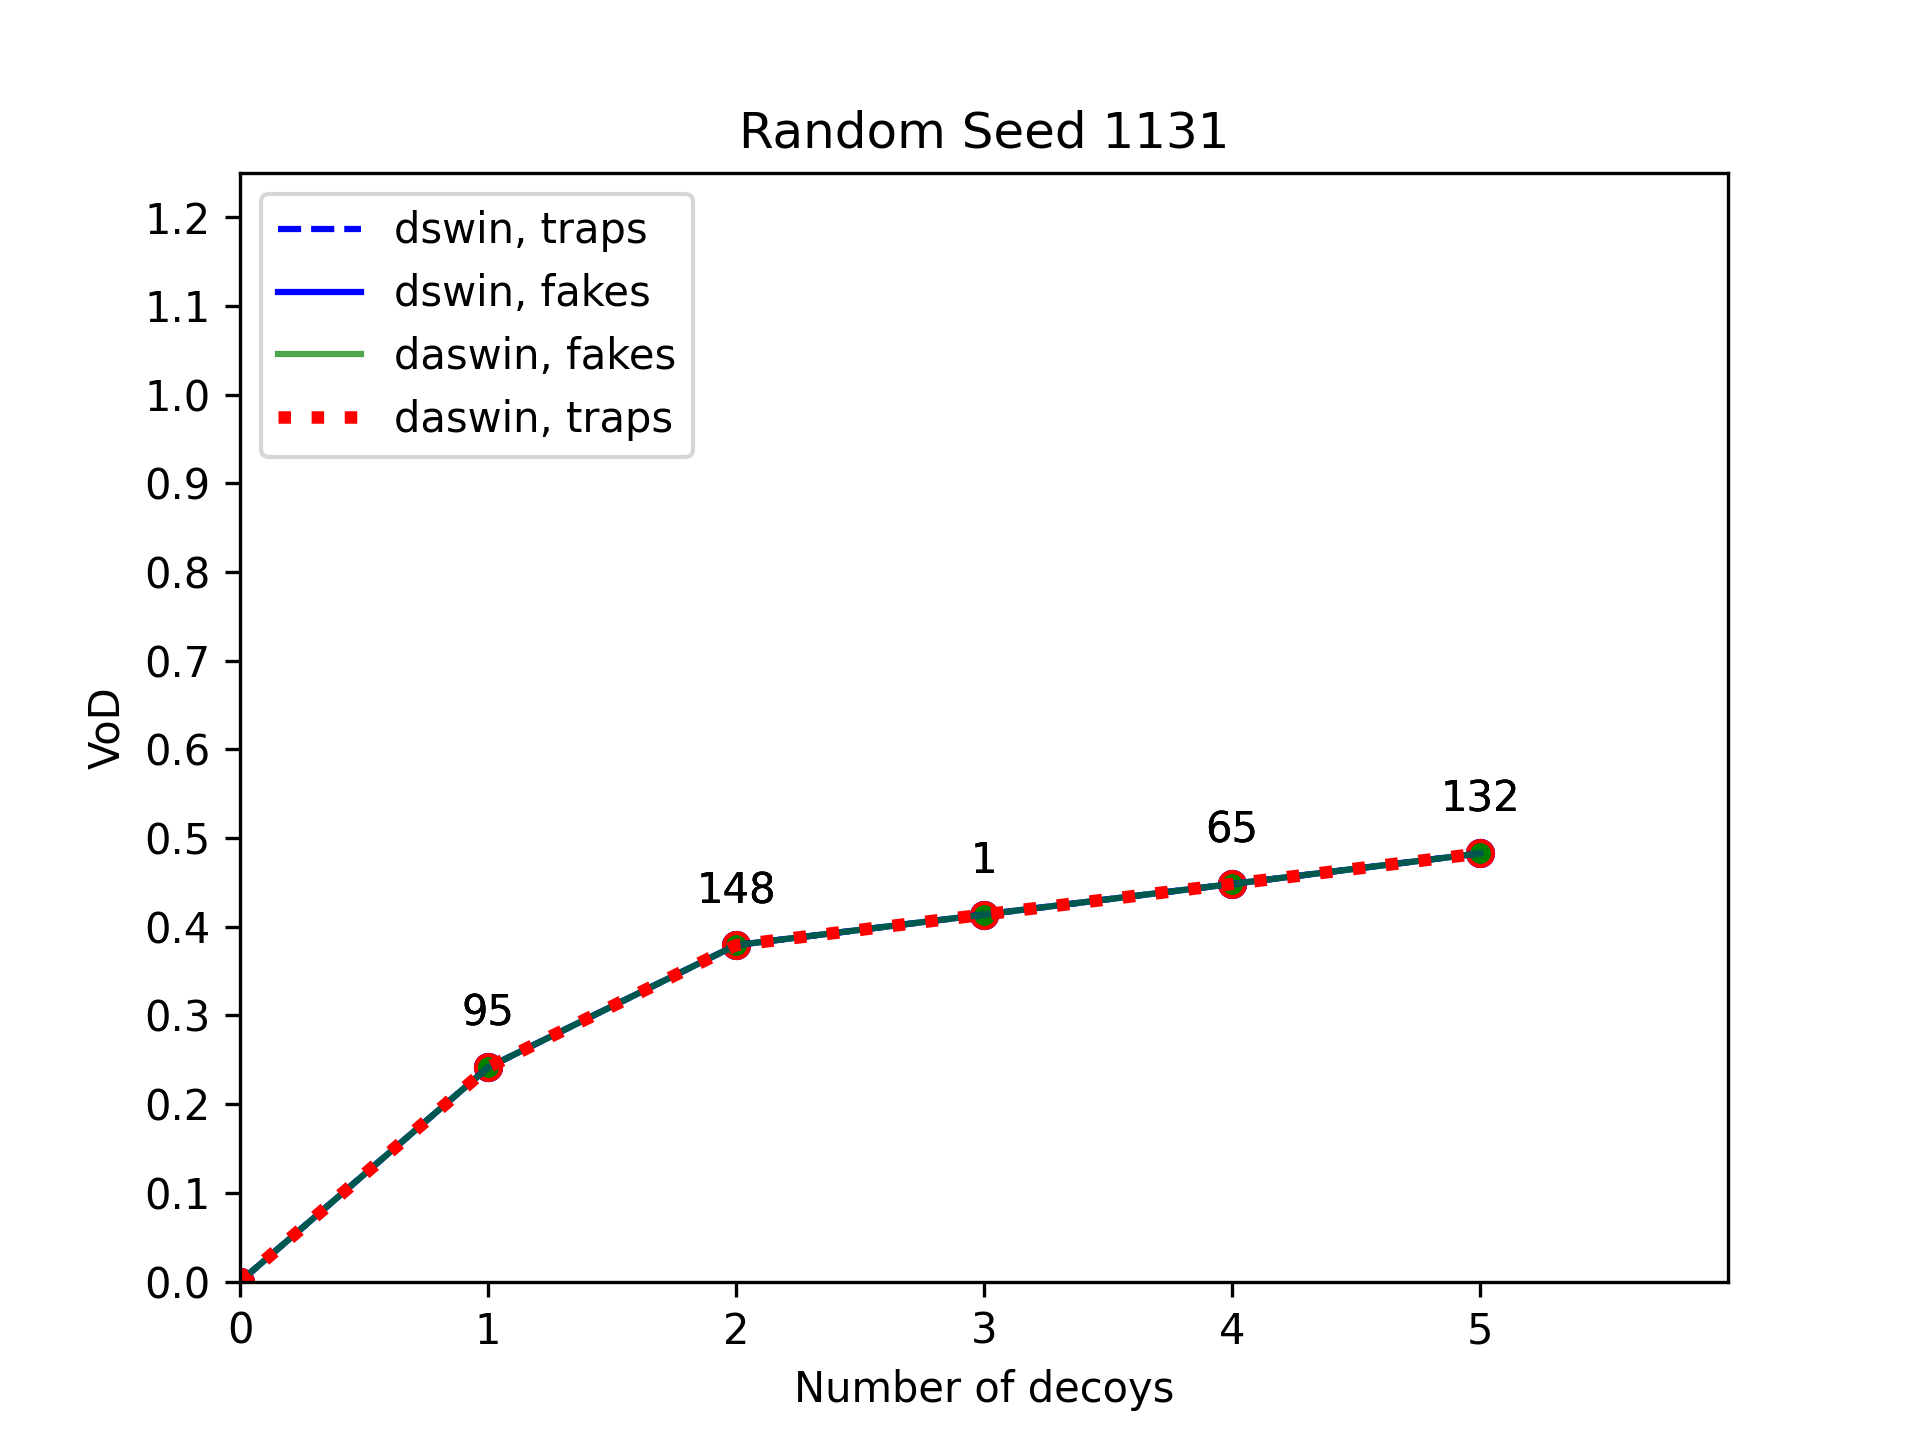 Random Seed 1131
dswin, traps
dswin, fakes
daswin, fakes
daswin, traps
VoD
1.2
1.1
1.0
0.9
0.8
0.7
0.6
0.5
0.4
0.3
0.2
0.1
0.0
95
148
1
65
132
0 1 2 3 4 5
Number of decoys